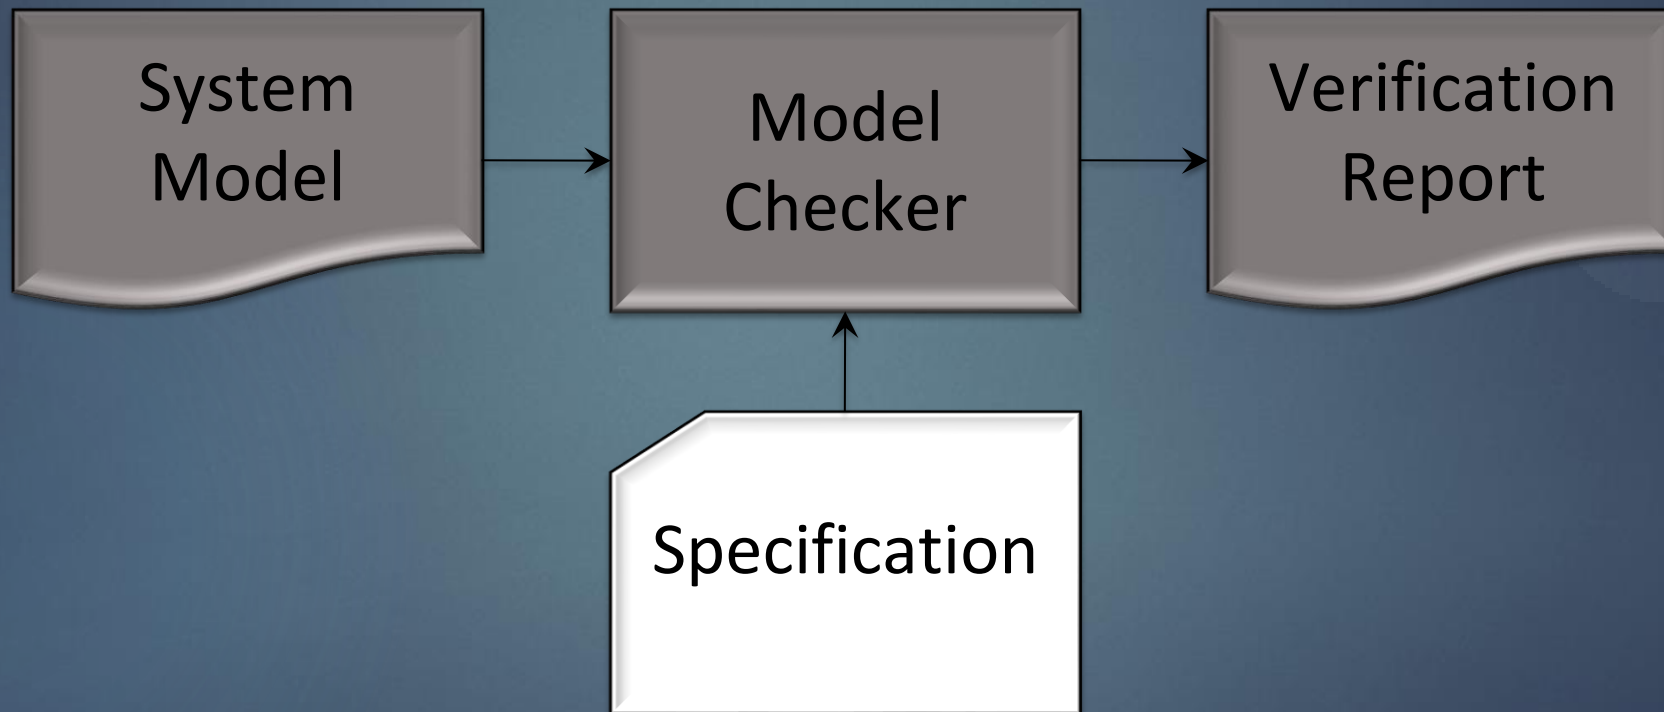 System
Model
Model
Checker
Verification
Report
Specification